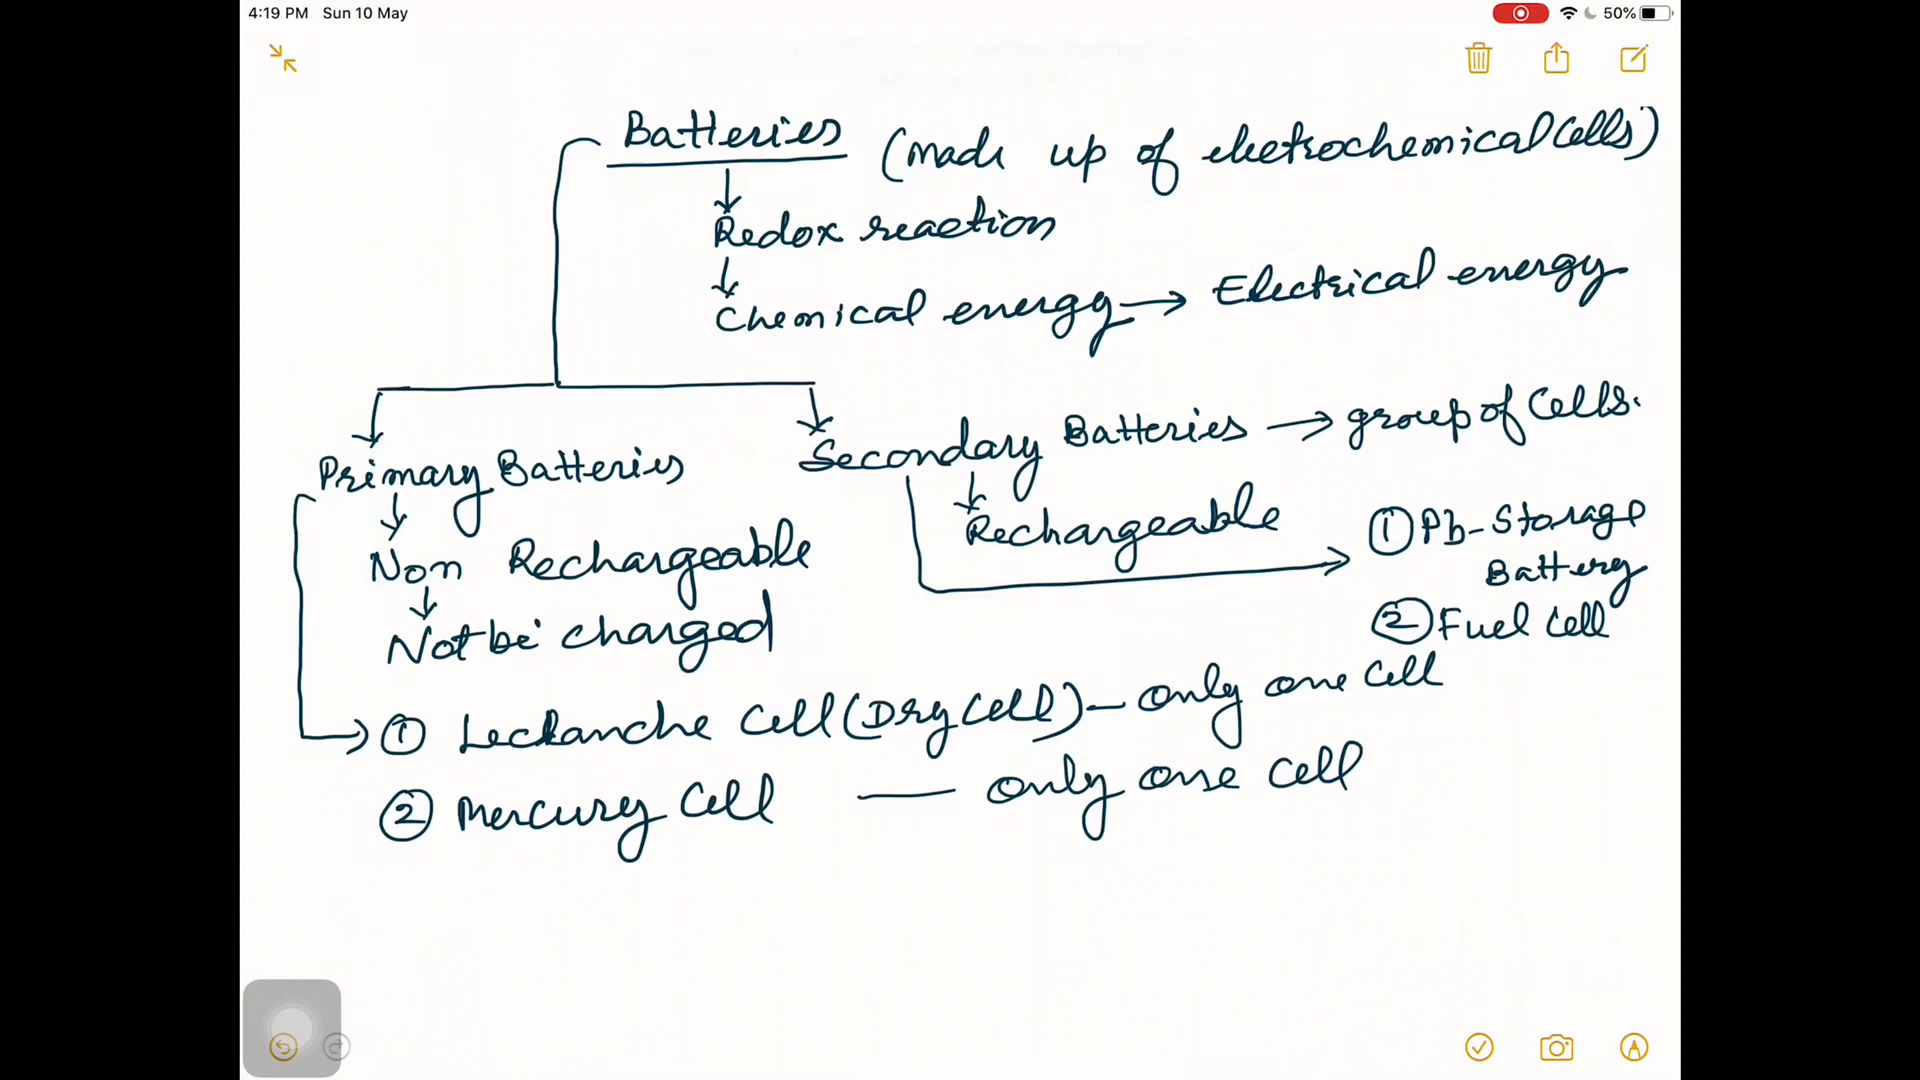 4:19 PM Sun 10 May 50%
Batteries (made up of electrochemical cells)
Redox reaction
Chemical energy → Electrical energy
Primary Batteries
Secondary Batteries → group of cells.
Non Rechargeable
Rechargeable
Not be charged
① Pb-Storage
Battery
② Fuel cell
① Leclanche cell (Dry cell) - only one cell
② Mercury cell — only one cell